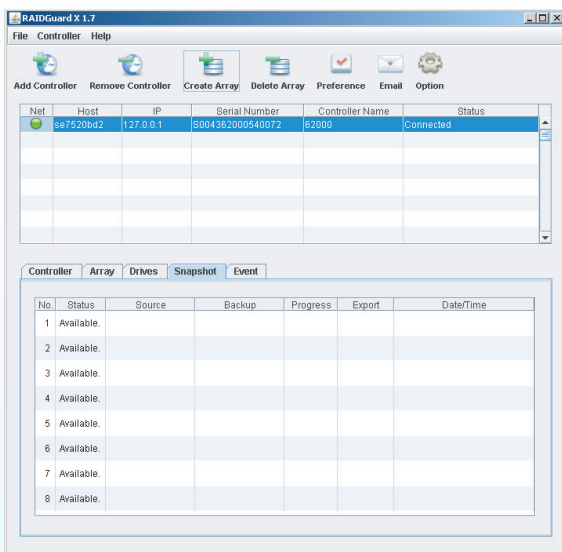 RAIDGuard X 1.7
File Controller Help
Add Controller Remove Controller Create Array Delete Array Preference Email Option
Net Host IP Serial Number Controller Name Status
se7520bd2 127.0.0.1 S004362000540072 62000 Connected
Controller Array Drives Snapshot Event
No. Status Source Backup Progress Export Date/Time
1 Available.
2 Available.
3 Available.
4 Available.
5 Available.
6 Available.
7 Available.
8 Available.